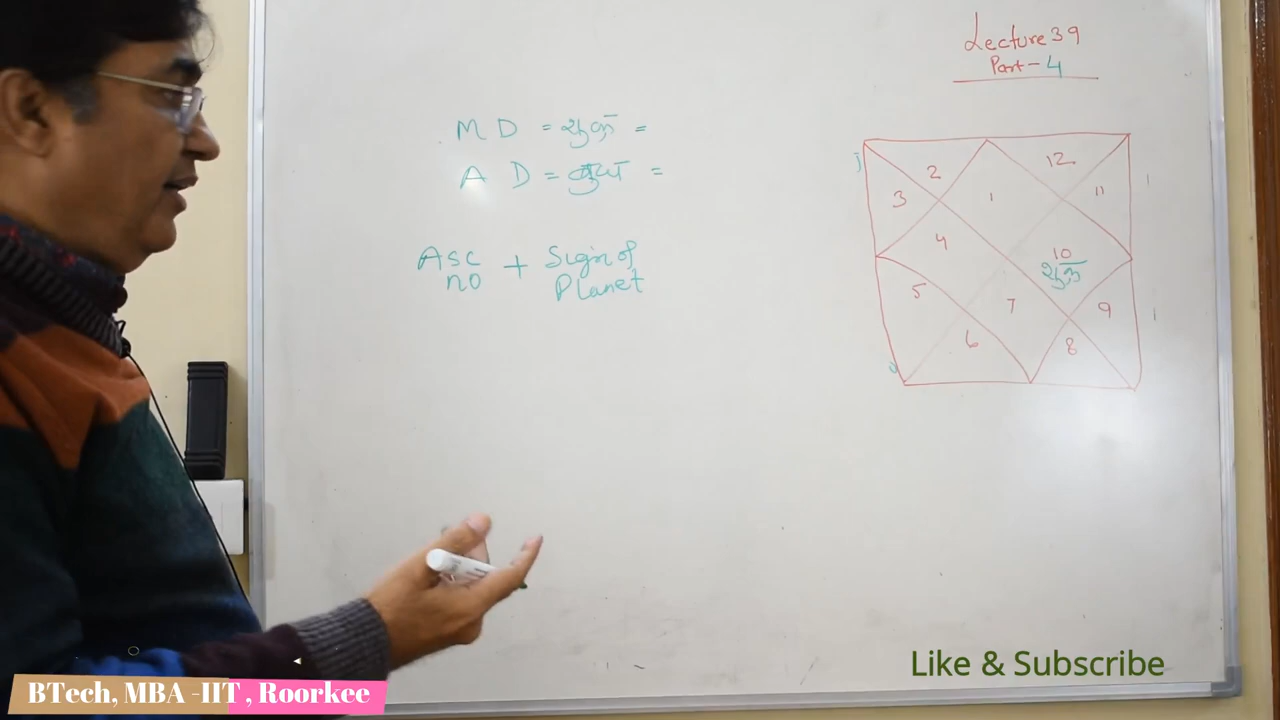 Lecture 39
Part- 4
M D = शुक्र =
A D = सूर्य =
Asc + Sign of
no Planet
2 12
3 1 11
4 10
शुक्र
5 7 9
6 8
Like & Subscribe
BTech, MBA -IIT , Roorkee